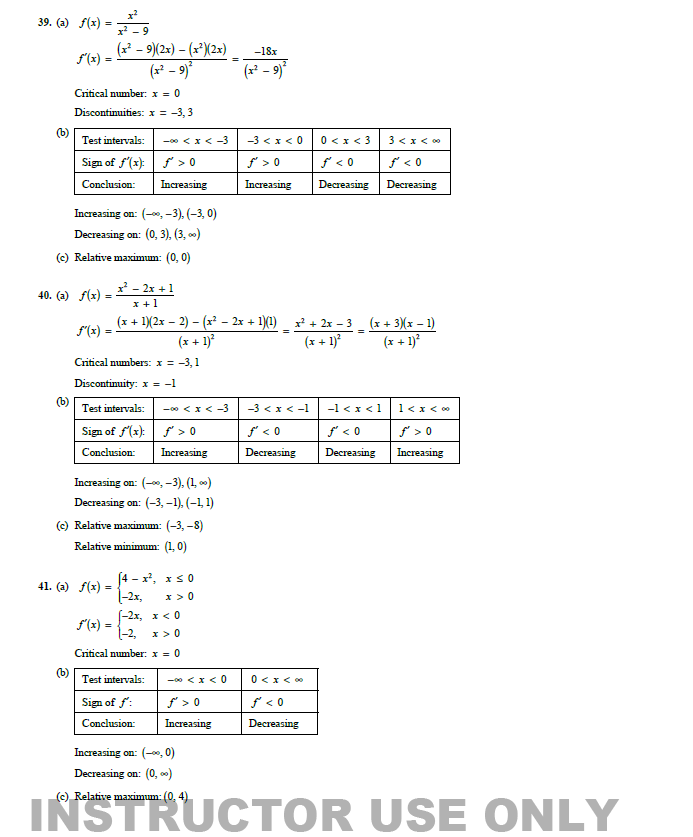 39. (a) f(x) = x² / (x² − 9)
f′(x) = ((x² − 9)(2x) − (x²)(2x)) / (x² − 9)² = −18x / (x² − 9)²
Critical number: x = 0
Discontinuities: x = −3, 3
(b) Test intervals: −∞ < x < −3 −3 < x < 0 0 < x < 3 3 < x < ∞
Sign of f′(x): f′ > 0 f′ > 0 f′ < 0 f′ < 0
Conclusion: Increasing Increasing Decreasing Decreasing
Increasing on: (−∞, −3), (−3, 0)
Decreasing on: (0, 3), (3, ∞)
(c) Relative maximum: (0, 0)
40. (a) f(x) = (x² − 2x + 1) / (x + 1)
f′(x) = ((x + 1)(2x − 2) − (x² − 2x + 1)(1)) / (x + 1)² = (x² + 2x − 3) / (x + 1)² = (x + 3)(x − 1) / (x + 1)²
Critical numbers: x = −3, 1
Discontinuity: x = −1
(b) Test intervals: −∞ < x < −3 −3 < x < −1 −1 < x < 1 1 < x < ∞
Sign of f′(x): f′ > 0 f′ < 0 f′ < 0 f′ > 0
Conclusion: Increasing Decreasing Decreasing Increasing
Increasing on: (−∞, −3), (1, ∞)
Decreasing on: (−3, −1), (−1, 1)
(c) Relative maximum: (−3, −8)
Relative minimum: (1, 0)
41. (a) f(x) = { 4 − x², x ≤ 0
−2x, x > 0
f′(x) = { −2x, x < 0
−2, x > 0
Critical number: x = 0
(b) Test intervals: −∞ < x < 0 0 < x < ∞
Sign of f′: f′ > 0 f′ < 0
Conclusion: Increasing Decreasing
Increasing on: (−∞, 0)
Decreasing on: (0, ∞)
(c) Relative maximum: (0, 4)
INSTRUCTOR USE ONLY